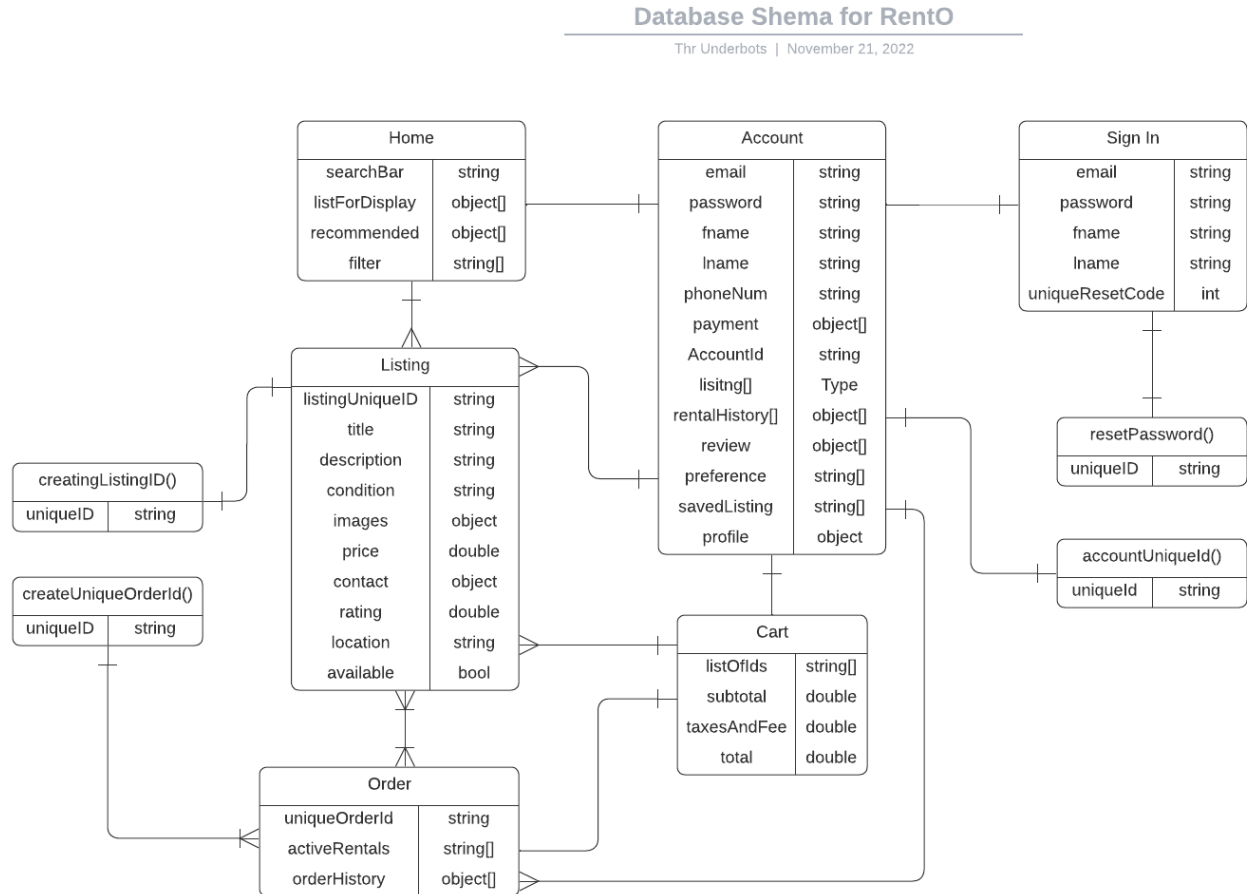 Database Shema for RentO
Thr Underbots | November 21, 2022
Home
searchBar string
listForDisplay object[]
recommended object[]
filter string[]
Account
email string
password string
fname string
lname string
phoneNum string
payment object[]
AccountId string
lisitng[] Type
rentalHistory[] object[]
review object[]
preference string[]
savedListing string[]
profile object
Sign In
email string
password string
fname string
lname string
uniqueResetCode int
Listing
listingUniqueID string
title string
description string
condition string
images object
price double
contact object
rating double
location string
available bool
resetPassword()
uniqueID string
creatingListingID()
uniqueID string
accountUniqueId()
uniqueId string
createUniqueOrderId()
uniqueID string
Cart
listOfIds string[]
subtotal double
taxesAndFee double
total double
Order
uniqueOrderId string
activeRentals string[]
orderHistory object[]